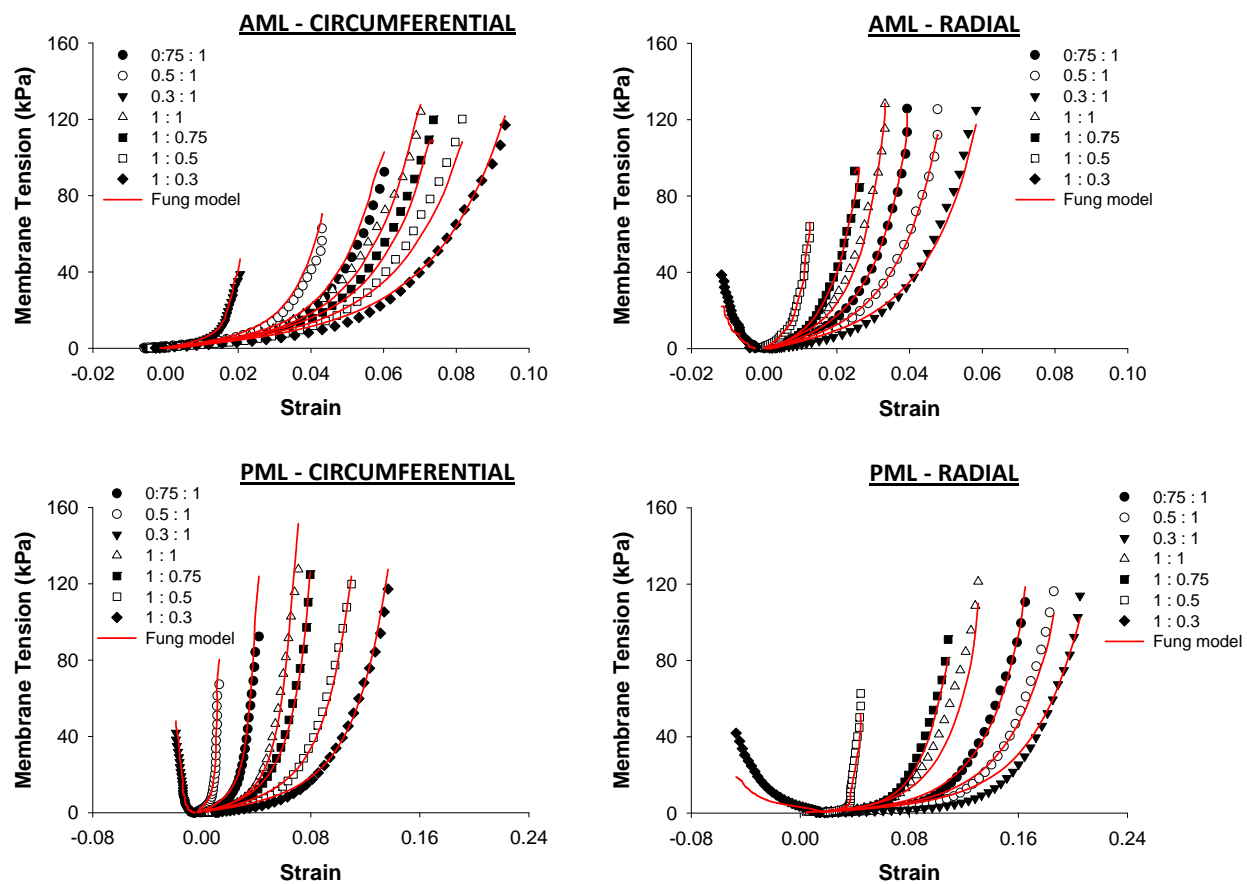 AML - CIRCUMFERENTIAL
Membrane Tension (kPa)
160
120
80
40
0
0:75 : 1
0.5 : 1
0.3 : 1
1 : 1
1 : 0.75
1 : 0.5
1 : 0.3
Fung model
-0.02 0.00 0.02 0.04 0.06 0.08 0.10
Strain
AML - RADIAL
Membrane Tension (kPa)
160
120
80
40
0
0:75 : 1
0.5 : 1
0.3 : 1
1 : 1
1 : 0.75
1 : 0.5
1 : 0.3
Fung model
-0.02 0.00 0.02 0.04 0.06 0.08 0.10
Strain
PML - CIRCUMFERENTIAL
Membrane Tension (kPa)
160
120
80
40
0
0:75 : 1
0.5 : 1
0.3 : 1
1 : 1
1 : 0.75
1 : 0.5
1 : 0.3
Fung model
-0.08 0.00 0.08 0.16 0.24
Strain
PML - RADIAL
Membrane Tension (kPa)
160
120
80
40
0
0:75 : 1
0.5 : 1
0.3 : 1
1 : 1
1 : 0.75
1 : 0.5
1 : 0.3
Fung model
-0.08 0.00 0.08 0.16 0.24
Strain